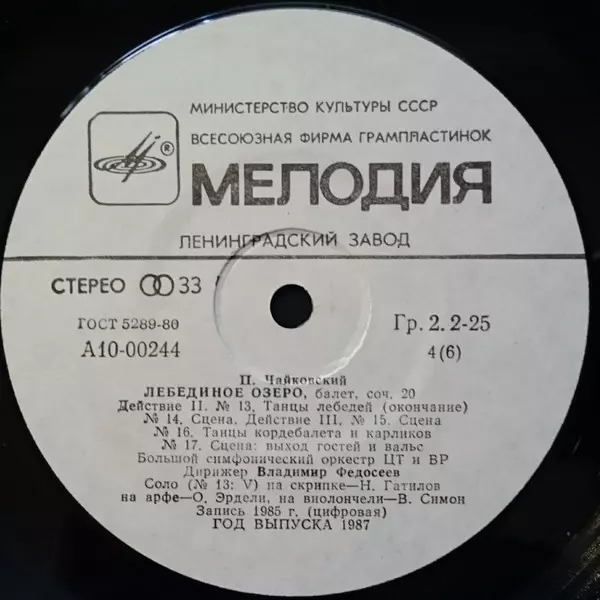 МИНИСТЕРСТВО КУЛЬТУРЫ СССР
ВСЕСОЮЗНАЯ ФИРМА ГРАМПЛАСТИНОК
®
МЕЛОДИЯ
ЛЕНИНГРАДСКИЙ ЗАВОД
СТЕРЕО 33
ГОСТ 5289-80
Гр. 2. 2-25
А10-00244
4(6)
П. Чайковский
ЛЕБЕДИНОЕ ОЗЕРО, балет, соч. 20
Действие II. № 13, Танцы лебедей (окончание)
№ 14, Сцена. Действие III, № 15. Сцена
№ 16. Танцы кордебалета и карликов
№ 17. Сцена: выход гостей и вальс
Большой симфонический оркестр ЦТ и ВР
Дирижер Владимир Федосеев
Соло (№ 13: V) на скрипке—Н. Гатилов
на арфе—О. Эрдели, на виолончели—В. Симон
Запись 1985 г. (цифровая)
ГОД ВЫПУСКА 1987